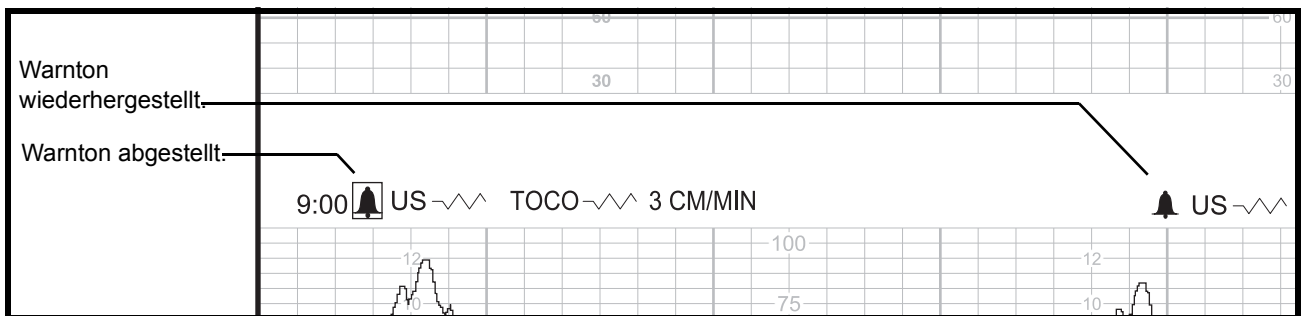 60
Warnton
wiederhergestellt.
30 30
Warnton abgestellt.
9:00 US TOCO 3 CM/MIN US
100
12 12
10 75 10